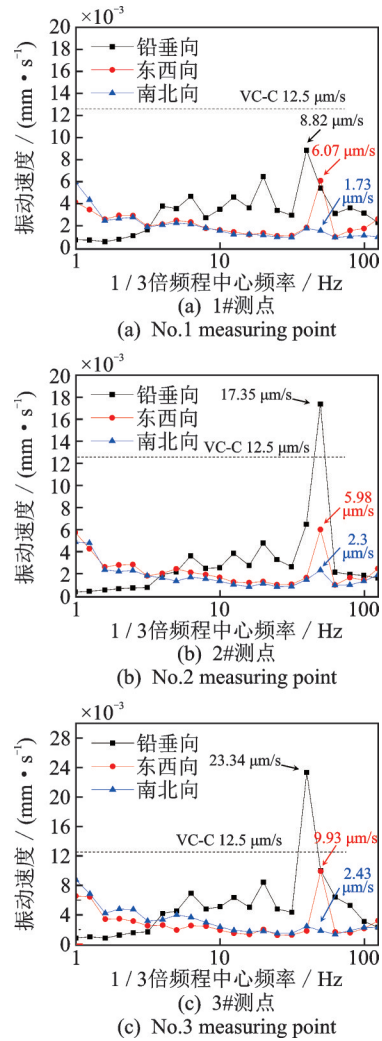 ×10⁻³
18
16
14
12
10
8
6
4
2
0
振动速度 / (mm·s⁻¹)
铅垂向
东西向
南北向
VC-C 12.5 μm/s
8.82 μm/s
6.07 μm/s
1.73
μm/s
1
10
100
1 / 3倍频程中心频率 / Hz
(a) 1#测点
(a) No.1 measuring point
×10⁻³
18
16
14
12
10
8
6
4
2
0
振动速度 / (mm·s⁻¹)
铅垂向
东西向
南北向
17.35 μm/s
VC-C 12.5 μm/s
5.98
μm/s
2.3
μm/s
1
10
100
1 / 3倍频程中心频率 / Hz
(b) 2#测点
(b) No.2 measuring point
×10⁻³
28
24
20
16
12
8
4
0
振动速度 / (mm·s⁻¹)
铅垂向
东西向
南北向
23.34 μm/s
VC-C 12.5 μm/s
9.93 μm/s
2.43
μm/s
1
10
100
1 / 3倍频程中心频率 / Hz
(c) 3#测点
(c) No.3 measuring point